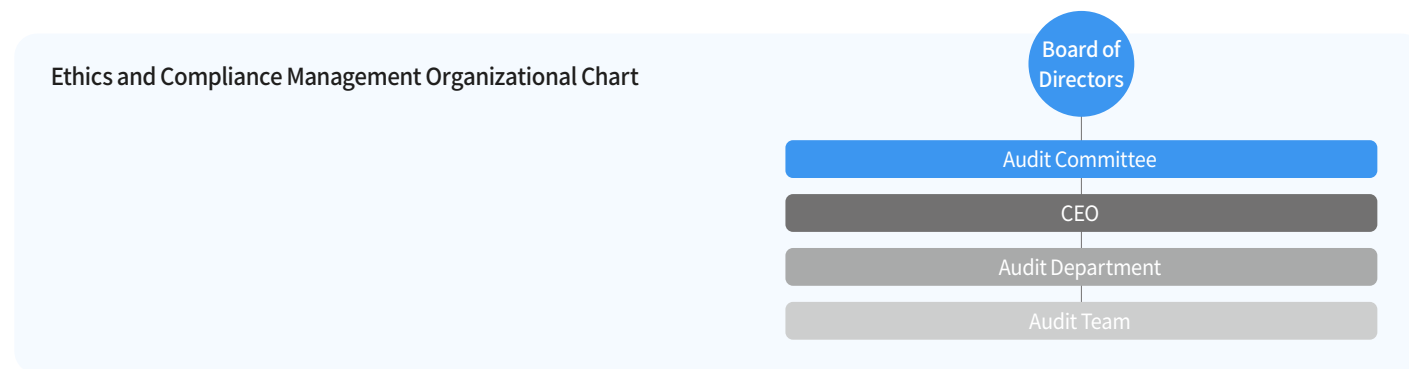 Ethics and Compliance Management Organizational Chart
Board of
Directors
Audit Committee
CEO
Audit Department
Audit Team